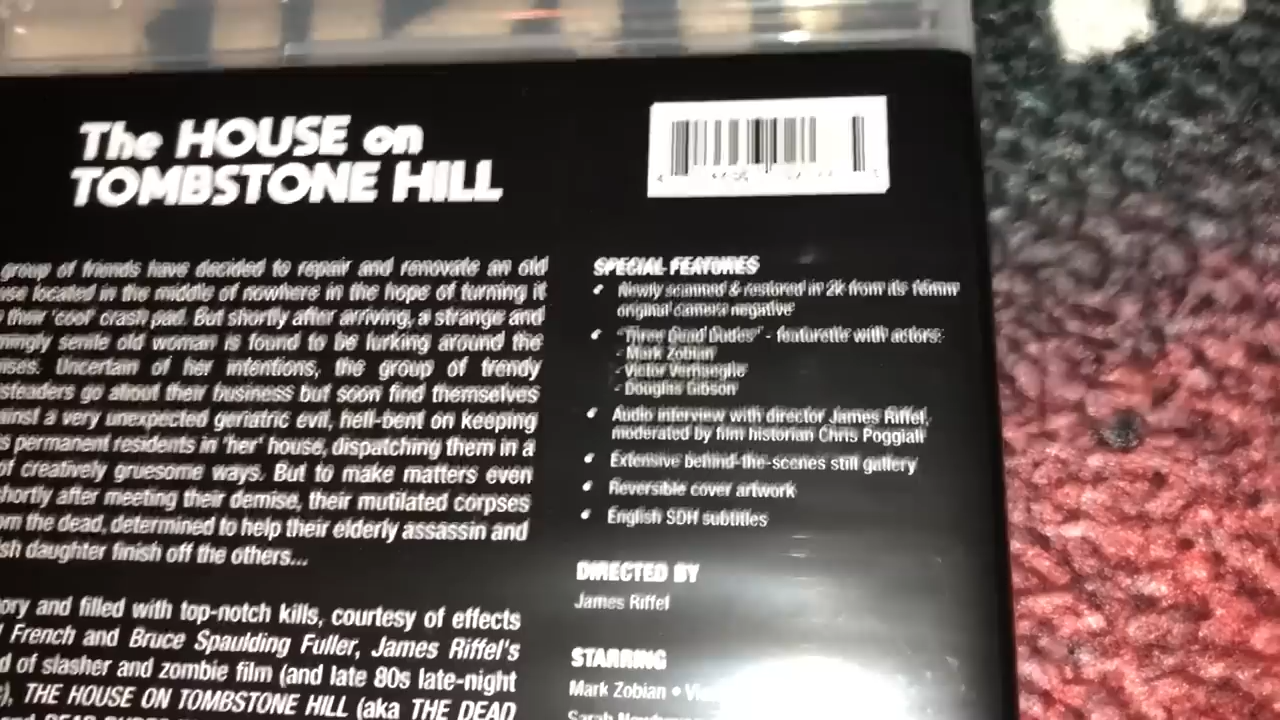 The HOUSE on
TOMBSTONE HILL
group of friends have decided to repair and renovate an old
located in the middle of nowhere in the hope of turning it
their 'cool' crash pad. But shortly after arriving, a strange and
senile old woman is found to be lurking around the
Uncertain of her intentions, the group of trendy
go about their business but soon find themselves
a very unexpected geriatric evil, hell-bent on keeping
permanent residents in 'her' house, dispatching them in a
of creatively gruesome ways. But to make matters even
after meeting their demise, their mutilated corpses
the dead, determined to help their elderly assassin and
daughter finish off the others...
and filled with top-notch kills, courtesy of effects
French and Bruce Spaulding Fuller, James Riffel's
of slasher and zombie film (and late 80s late-night
THE HOUSE ON TOMBSTONE HILL (aka THE DEAD
SPECIAL FEATURES
• Newly scanned & restored in 2k from its 16mm
original camera negative
• "Three Dead Dudes" - featurette with actors:
- Mark Zobian
- Victor Verhaeghe
- Douglas Gibson
• Audio interview with director James Riffel,
moderated by film historian Chris Poggiali
• Extensive behind-the-scenes still gallery
• Reversible cover artwork
• English SDH subtitles
DIRECTED BY
James Riffel
STARRING
Mark Zobian •
Sarah